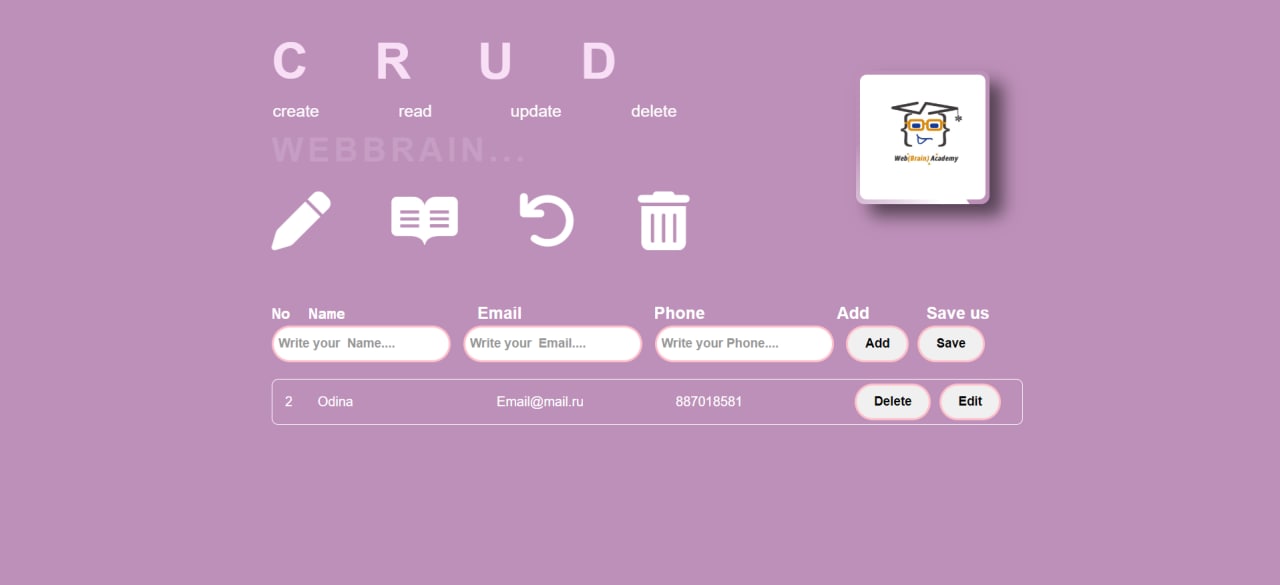 C R U D
create read update delete
WEBBRAIN...
Web(Brain) Academy
No Name Email Phone Add Save us
Write your  Name.... Write your  Email.... Write your Phone.... Add Save
2 Odina Email@mail.ru 887018581 Delete Edit